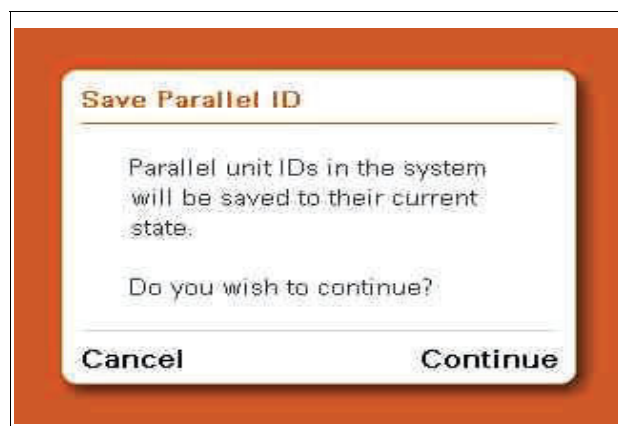 Save Parallel ID
Parallel unit IDs in the system
will be saved to their current
state.
Do you wish to continue?
Cancel Continue